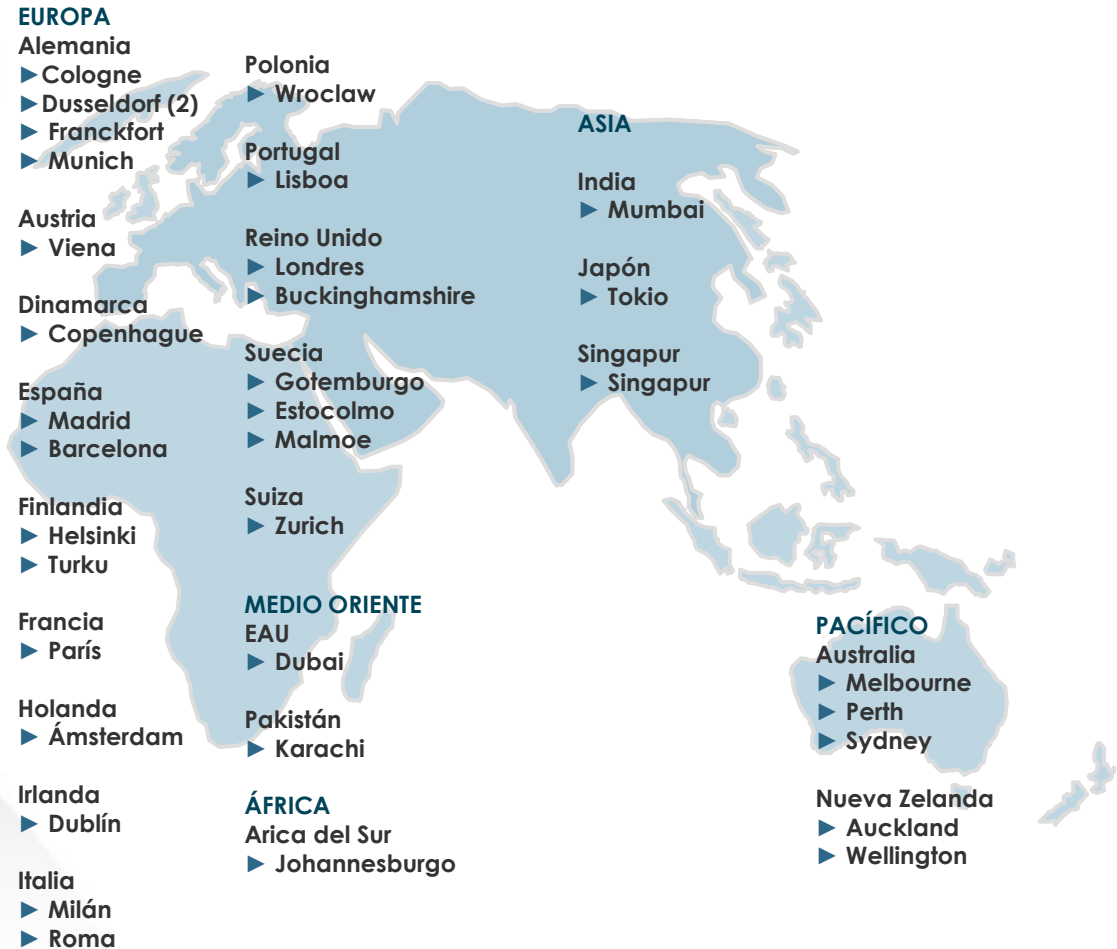 EUROPA
Alemania
►Cologne
►Dusseldorf (2)
► Franckfort
► Munich
Austria
► Viena
Dinamarca
► Copenhague
España
► Madrid
► Barcelona
Finlandia
► Helsinki
► Turku
Francia
► París
Holanda
► Ámsterdam
Irlanda
► Dublín
Italia
► Milán
► Roma
Polonia
► Wroclaw
Portugal
► Lisboa
Reino Unido
► Londres
► Buckinghamshire
Suecia
► Gotemburgo
► Estocolmo
► Malmoe
Suiza
► Zurich
MEDIO ORIENTE
EAU
► Dubai
Pakistán
► Karachi
ÁFRICA
Arica del Sur
► Johannesburgo
ASIA
India
► Mumbai
Japón
► Tokio
Singapur
► Singapur
PACÍFICO
Australia
► Melbourne
► Perth
► Sydney
Nueva Zelanda
► Auckland
► Wellington